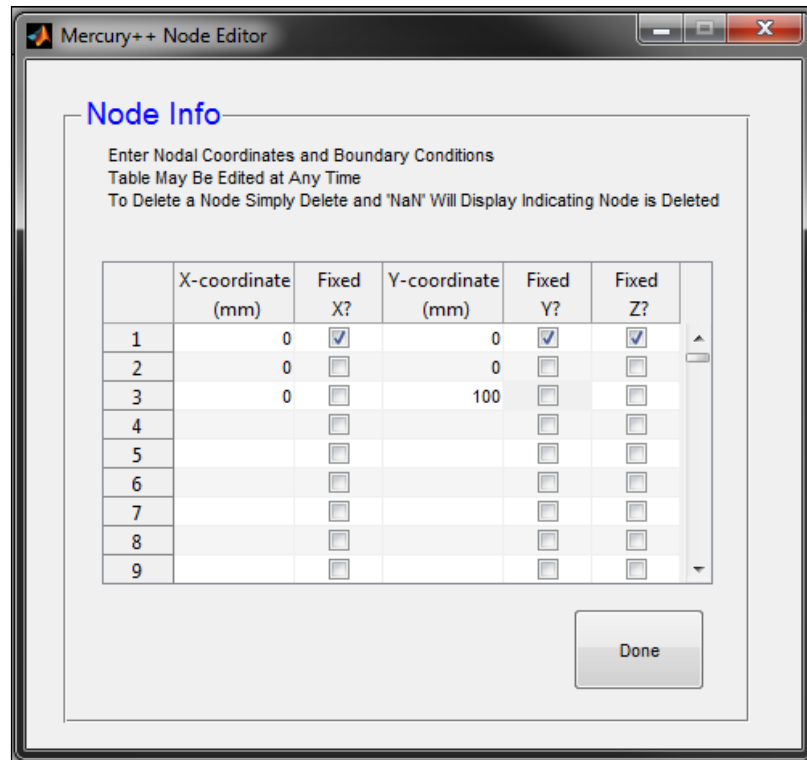 Mercury++ Node Editor
Node Info
Enter Nodal Coordinates and Boundary Conditions
Table May Be Edited at Any Time
To Delete a Node Simply Delete and 'NaN' Will Display Indicating Node is Deleted
X-coordinate (mm) Fixed X? Y-coordinate (mm) Fixed Y? Fixed Z?
1 0 0
2 0 0
3 0 100
4
5
6
7
8
9
Done